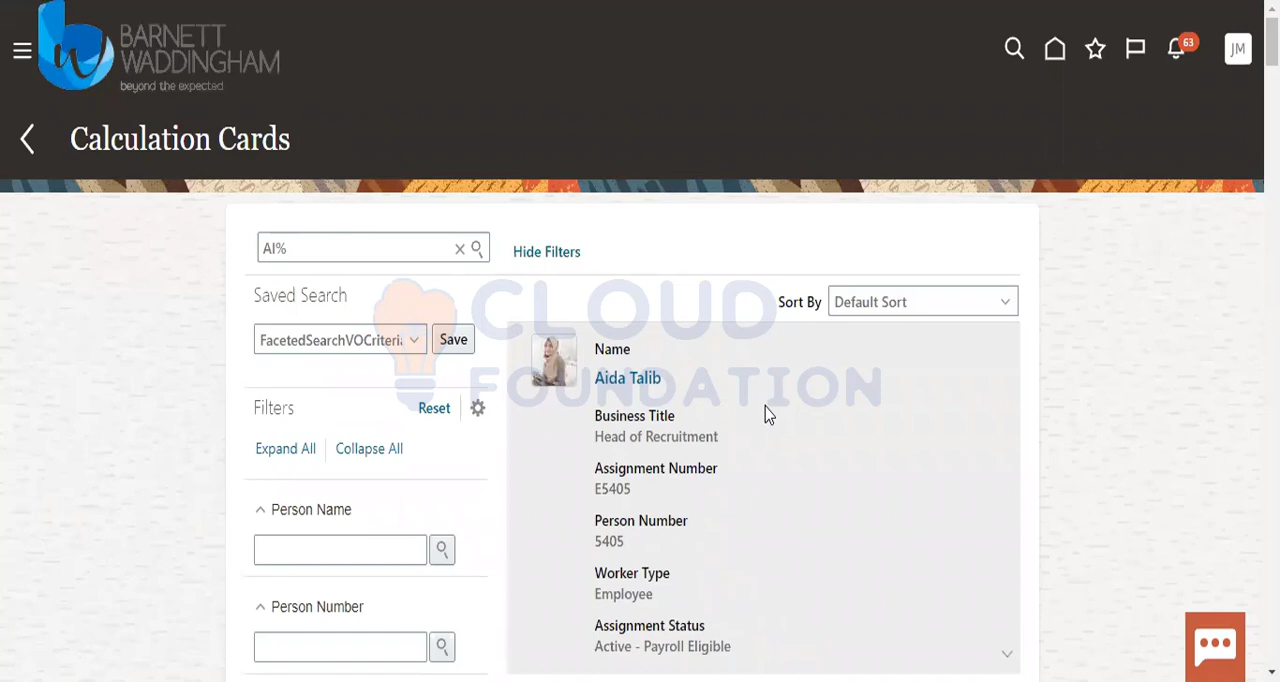 BARNETT
WADDINGHAM
beyond the expected
63
JM
Calculation Cards
AI%
Hide Filters
Saved Search
Sort By
Default Sort
FacetedSearchVOCriteria
Save
CLOUD
FOUNDATION
Name
Aida Talib
Filters
Reset
Business Title
Head of Recruitment
Expand All
Collapse All
Assignment Number
E5405
Person Name
Person Number
5405
Worker Type
Employee
Person Number
Assignment Status
Active - Payroll Eligible